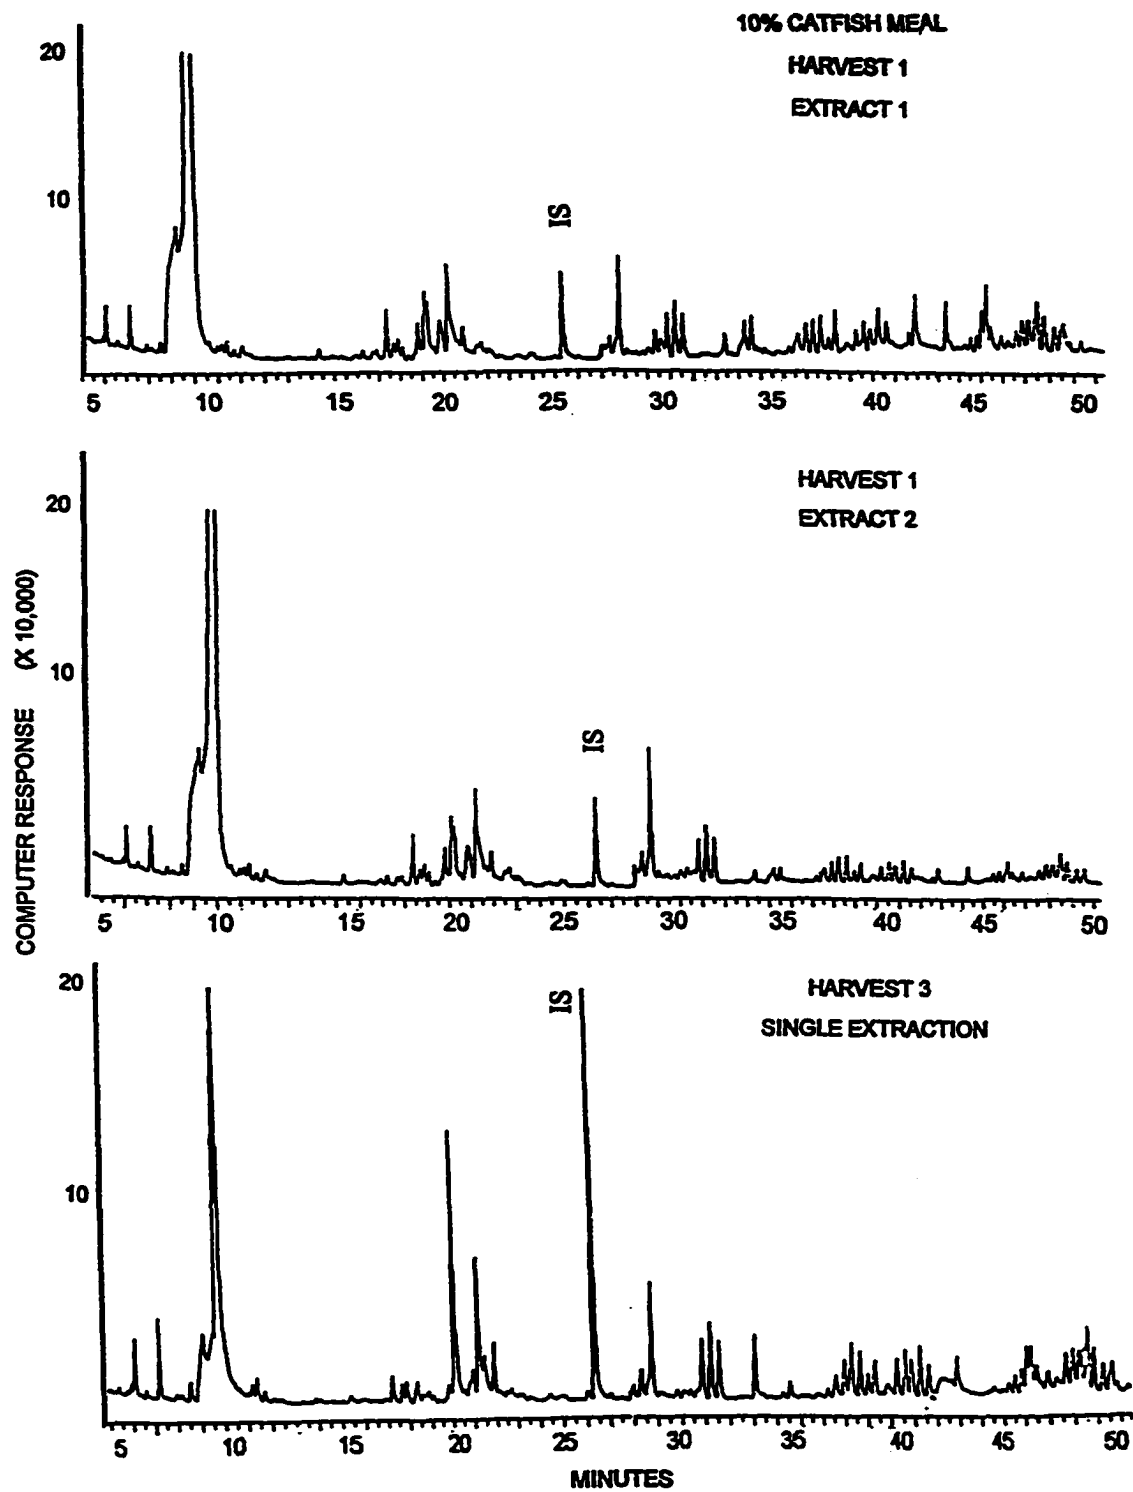 10% CATFISH MEAL
HARVEST 1
EXTRACT 1
20
10
IS
5 10 15 20 25 30 35 40 45 50
HARVEST 1
EXTRACT 2
20
10
IS
5 10 15 20 25 30 35 40 45 50
COMPUTER RESPONSE (X 10,000)
HARVEST 3
SINGLE EXTRACTION
20
10
IS
5 10 15 20 25 30 35 40 45 50
MINUTES